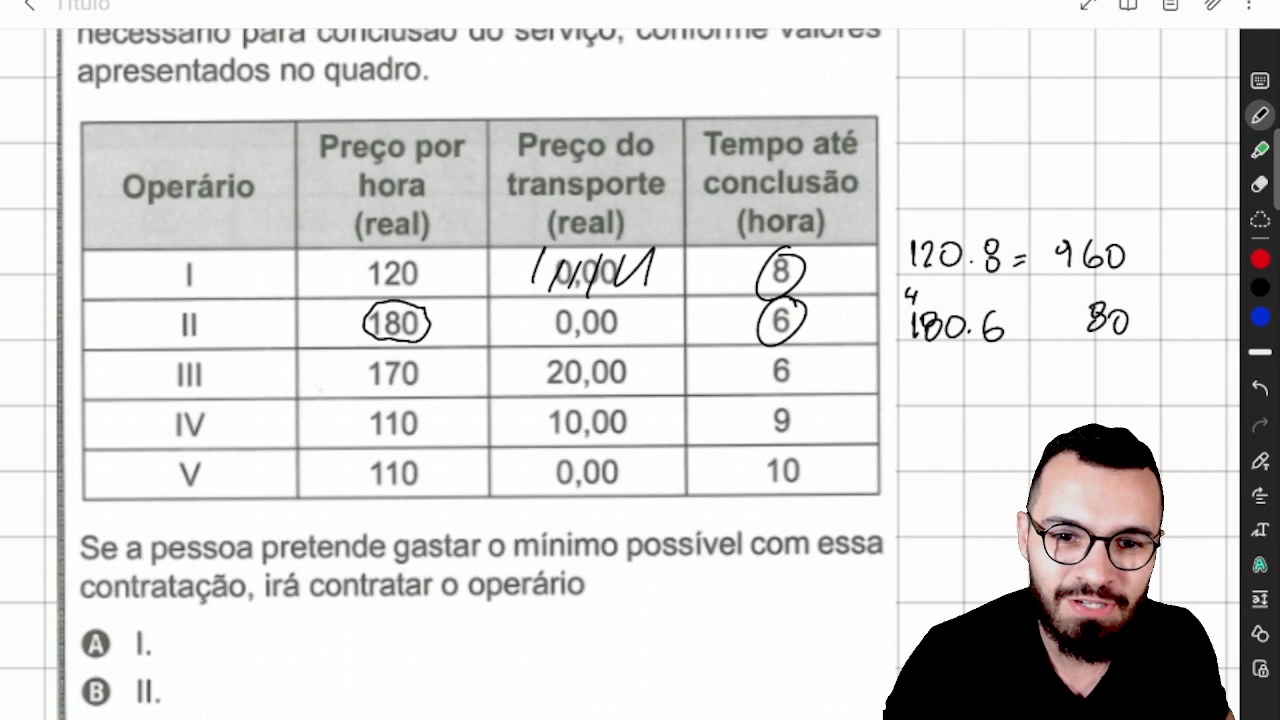 Título
necessário para conclusão do serviço, conforme valores
apresentados no quadro.
Operário Preço por hora (real) Preço do transporte (real) Tempo até conclusão (hora)
I 120 0,00 8
II 180 0,00 6
III 170 20,00 6
IV 110 10,00 9
V 110 0,00 10
120.8 = 960
4
180.6 80
Se a pessoa pretende gastar o mínimo possível com essa
contratação, irá contratar o operário
A I.
B II.